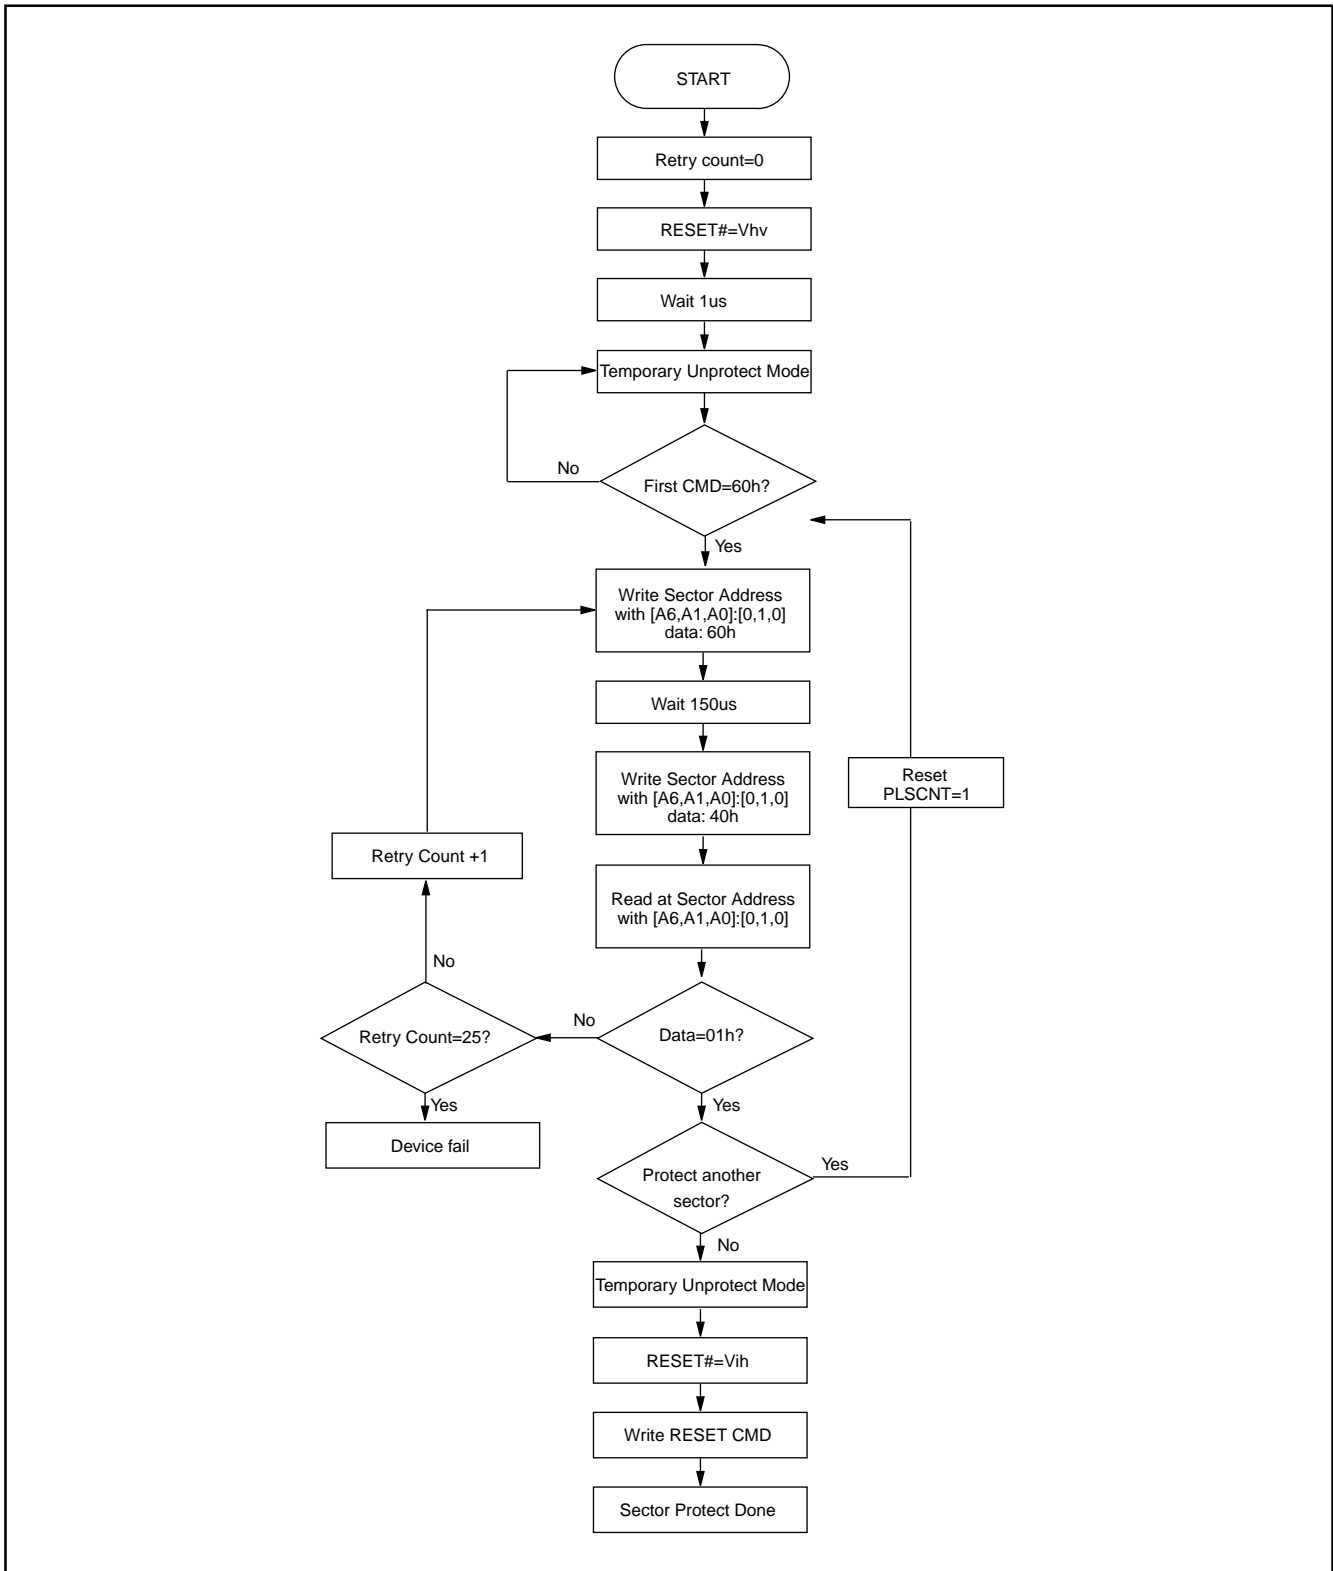 START
Retry count=0
RESET#=Vhv
Wait 1us
Temporary Unprotect Mode
No
First CMD=60h?
Yes
Write Sector Address
with [A6,A1,A0]:[0,1,0]
data: 60h
Wait 150us
Write Sector Address
with [A6,A1,A0]:[0,1,0]
data: 40h
Reset
PLSCNT=1
Retry Count +1
Read at Sector Address
with [A6,A1,A0]:[0,1,0]
No
No
Retry Count=25?
Data=01h?
Yes
Yes
Device fail
Protect another
sector?
Yes
No
Temporary Unprotect Mode
RESET#=Vih
Write RESET CMD
Sector Protect Done